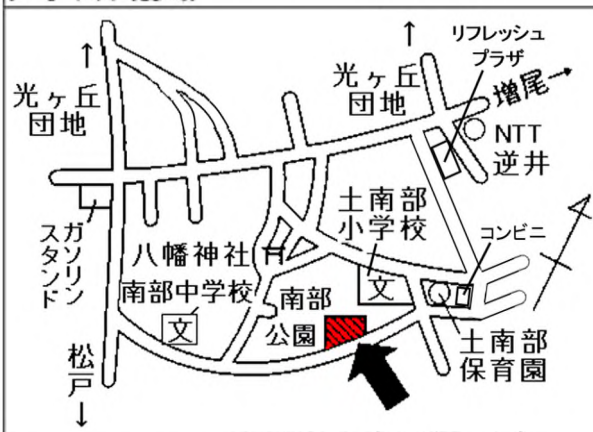 リフレッシュ
プラザ
光ヶ丘
団地
光ヶ丘
団地
増尾
NTT
逆井
土南部
小学校
コンビニ
ガソリン
スタンド
八幡神社
南部中学校
文
南部
公園
文
土南部
保育園
松戸